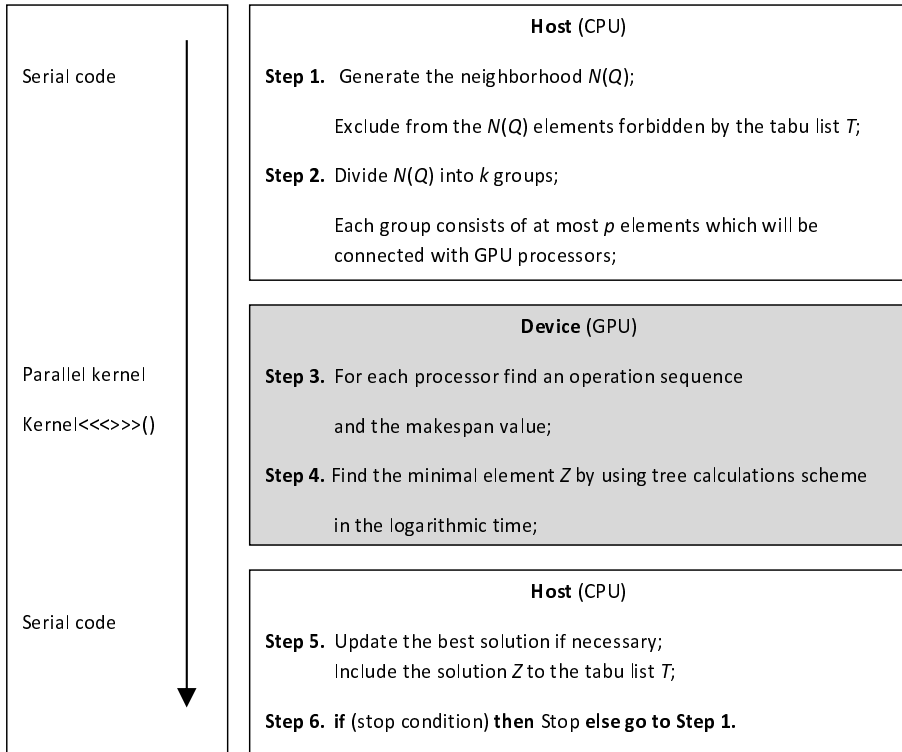 Serial code
Host (CPU)
Step 1. Generate the neighborhood N(Q);
Exclude from the N(Q) elements forbidden by the tabu list T;
Step 2. Divide N(Q) into k groups;
Each group consists of at most p elements which will be
connected with GPU processors;
Parallel kernel
Kernel<<<>>>()
Device (GPU)
Step 3. For each processor find an operation sequence
and the makespan value;
Step 4. Find the minimal element Z by using tree calculations scheme
in the logarithmic time;
Serial code
Host (CPU)
Step 5. Update the best solution if necessary;
Include the solution Z to the tabu list T;
Step 6. if (stop condition) then Stop else go to Step 1.